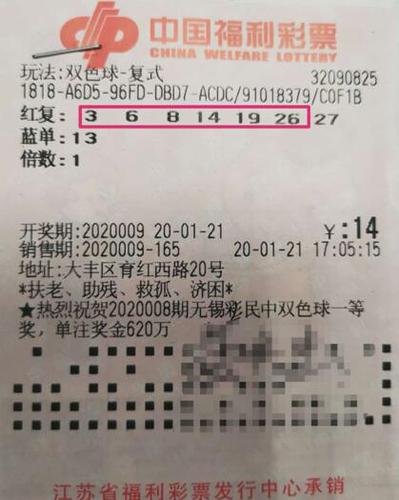 中国福利彩票
CHINA WELFARE LOTTERY
玩法:双色球-复式 32090825
1818-A6D5-96FD-DBD7-ACDC/91018379/C0F1B
红复: 3 6 8 14 19 26 27
蓝单: 13
倍数: 1
开奖期: 2020009 20-01-21 ¥:14
销售期: 2020009-165 20-01-21 17:05:15
地址:大丰区育红西路20号
*扶老、助残、救孤、济困*
★热烈祝贺2020008期无锡彩民中双色球一等
奖，单注奖金620万
江苏省福利彩票发行中心承销